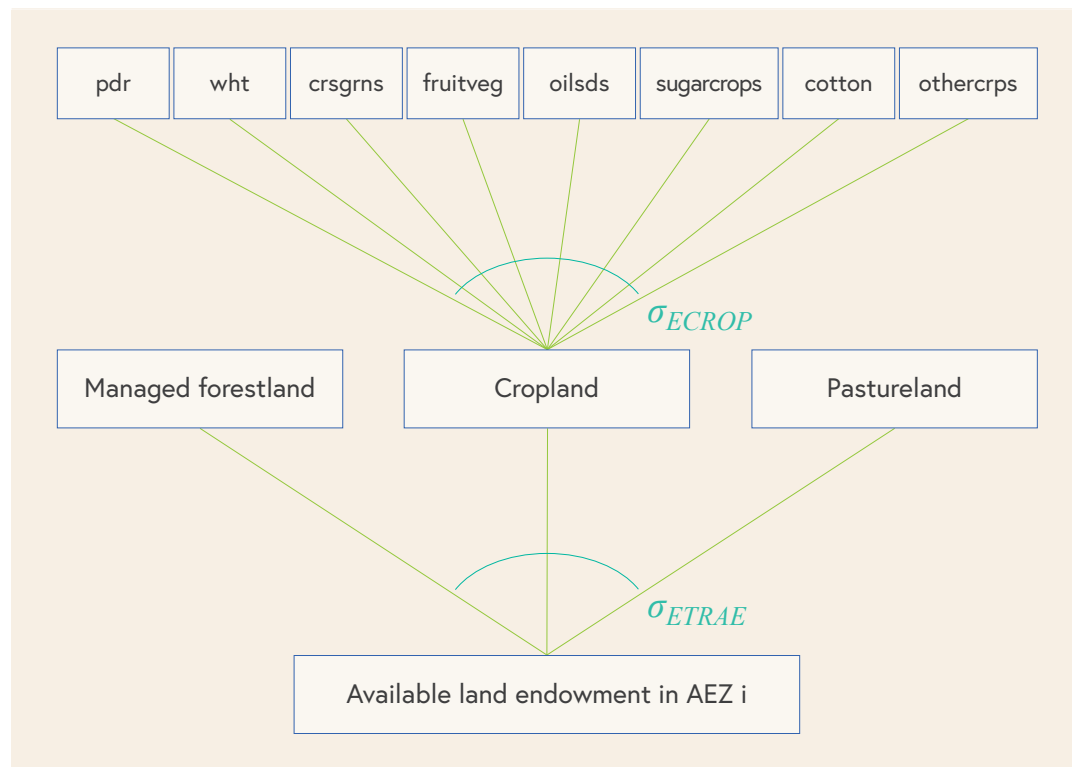 pdr
wht
crsgrns
fruitveg
oilsds
sugarcrops
cotton
othercrps
σECROP
Managed forestland
Cropland
Pastureland
σETRAE
Available land endowment in AEZ i